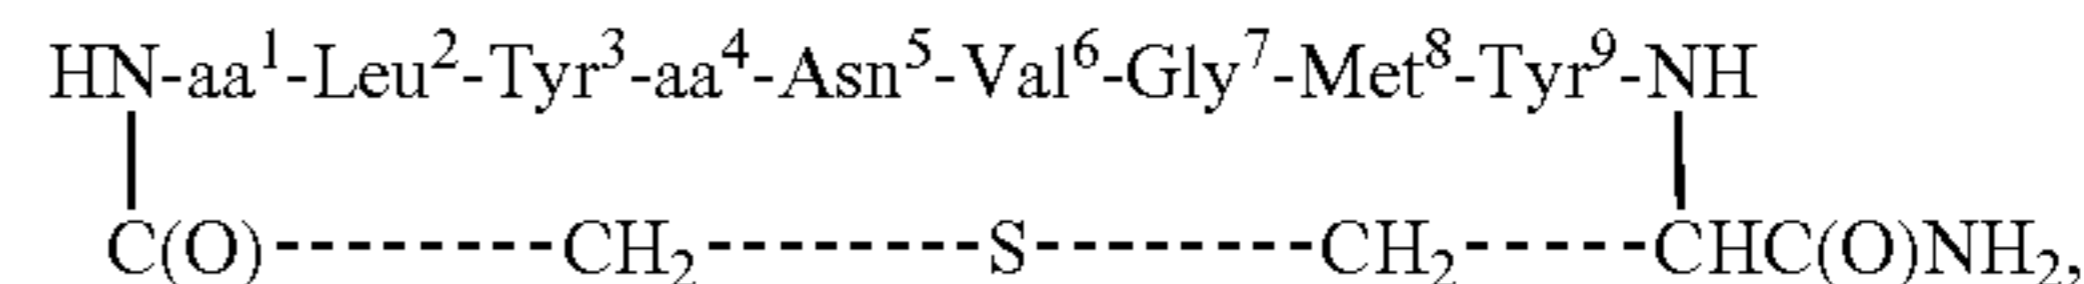 HN-aa¹-Leu²-Tyr³-aa⁴-Asn⁵-Val⁶-Gly⁷-Met⁸-Tyr⁹-NH
C(O)---------CH₂--------S--------CH₂-----CHC(O)NH₂,